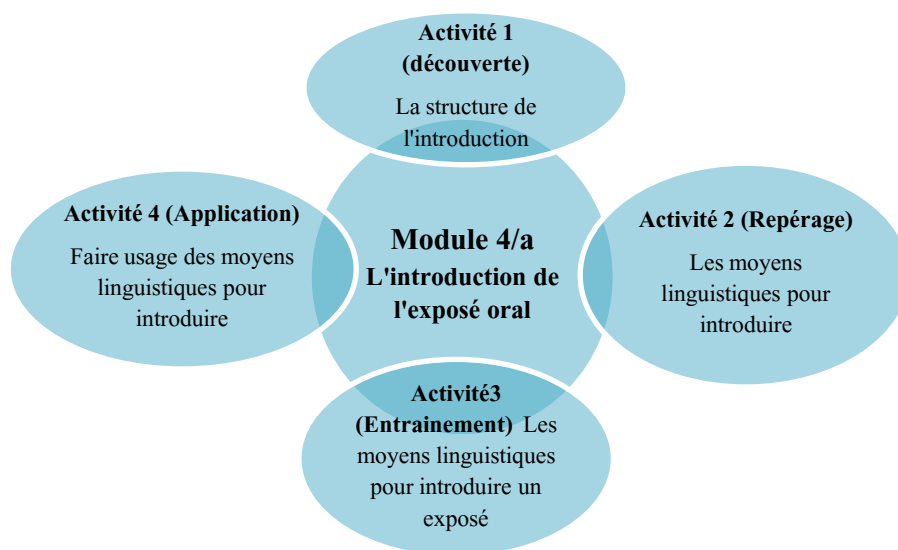 Activité 1
(découverte)
La structure de
l'introduction
Activité 4 (Application)
Faire usage des moyens
linguistiques pour
introduire
Module 4/a
L'introduction de
l'exposé oral
Activité 2 (Repérage)
Les moyens
linguistiques pour
introduire
Activité3
(Entrainement) Les
moyens linguistiques
pour introduire un
exposé